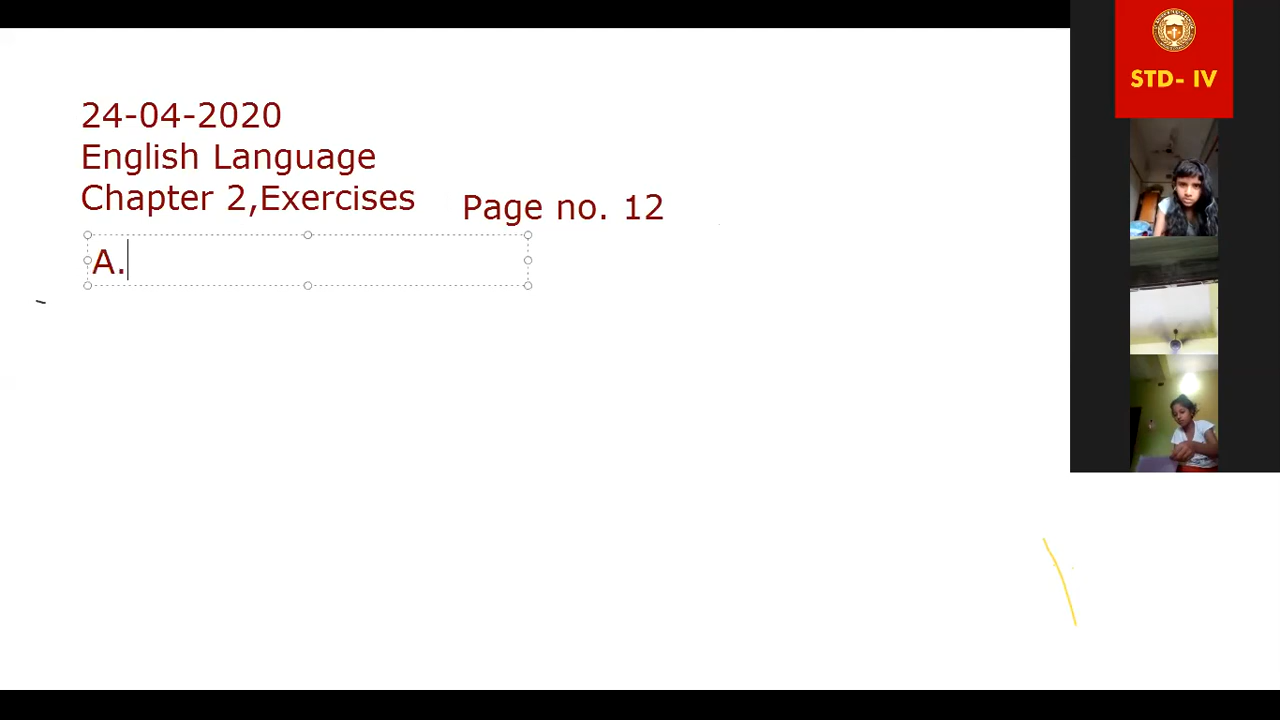 STD- IV
24-04-2020
English Language
Chapter 2,Exercises
Page no. 12
A.